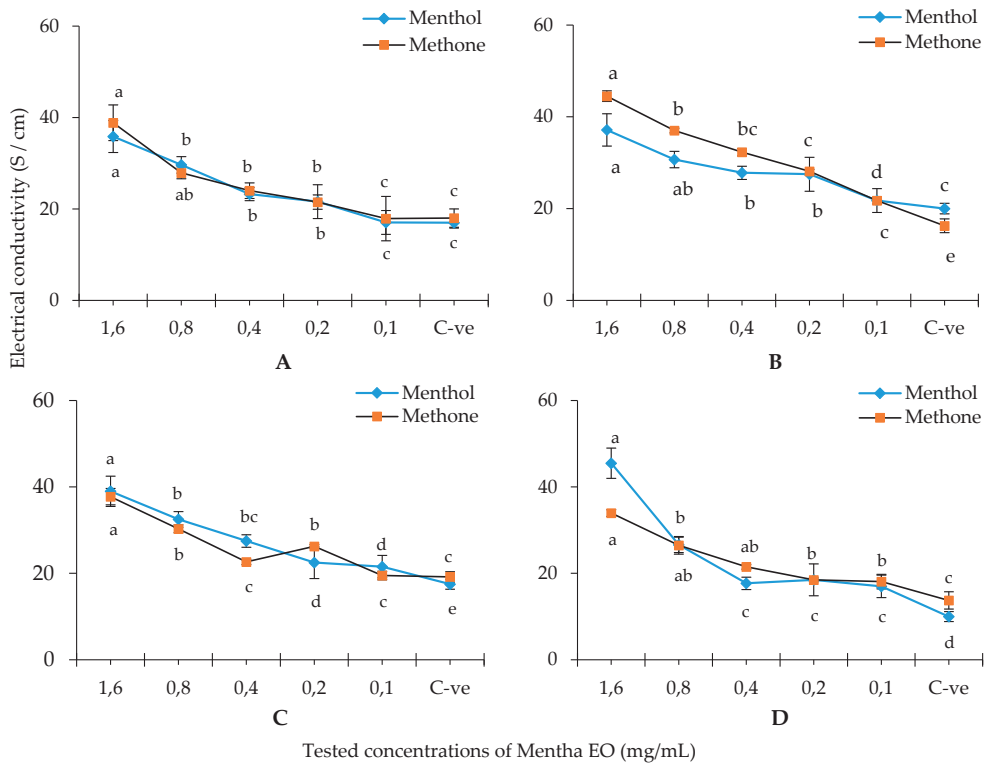 Electrical conductivity (S / cm)
60
40
20
0
Menthol
Methone
a
a
b
ab
b
b
b
b
c
c
c
c
1,6 0,8 0,4 0,2 0,1 C-ve
A
60
40
20
0
Menthol
Methone
a
a
b
ab
bc
b
c
b
d
c
c
e
1,6 0,8 0,4 0,2 0,1 C-ve
B
60
40
20
0
Menthol
Methone
a
a
b
b
bc
c
b
d
d
c
c
e
1,6 0,8 0,4 0,2 0,1 C-ve
C
60
40
20
0
Menthol
Methone
a
a
b
ab
ab
c
b
c
b
c
c
d
1,6 0,8 0,4 0,2 0,1 C-ve
D
Tested concentrations of Mentha EO (mg/mL)